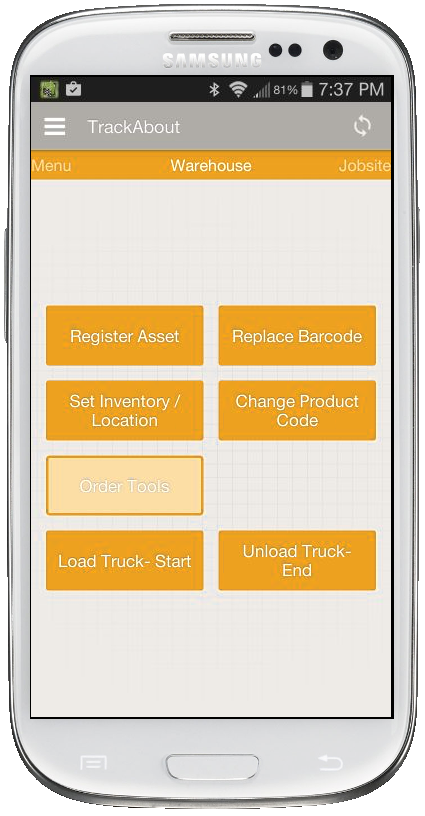 SAMSUNG
81% 7:37 PM
TrackAbout
Menu Warehouse Jobsite
Register Asset Replace Barcode
Set Inventory / Change Product
Location Code
Order Tools
Load Truck- Start Unload Truck-
End